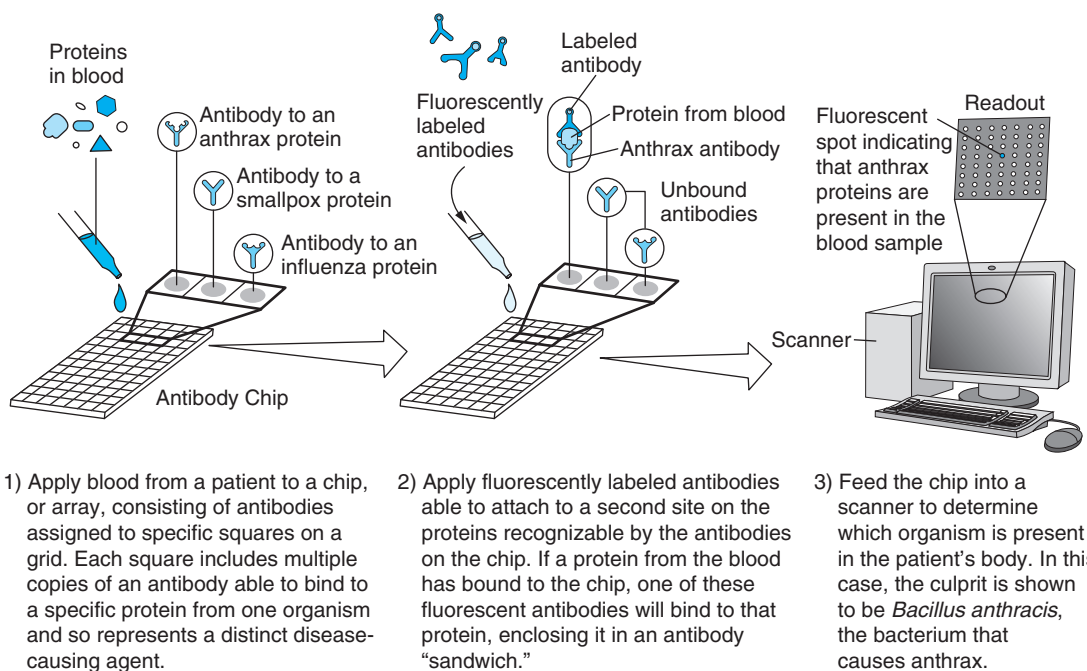 Proteins
in blood
Antibody to an
anthrax protein
Antibody to a
smallpox protein
Antibody to an
influenza protein
Antibody Chip
Fluorescently
labeled
antibodies
Labeled
antibody
Protein from blood
Anthrax antibody
Unbound
antibodies
Readout
Fluorescent
spot indicating
that anthrax
proteins are
present in the
blood sample
Scanner
1) Apply blood from a patient to a chip,
or array, consisting of antibodies
assigned to specific squares on a
grid. Each square includes multiple
copies of an antibody able to bind to
a specific protein from one organism
and so represents a distinct disease-
causing agent.
2) Apply fluorescently labeled antibodies
able to attach to a second site on the
proteins recognizable by the antibodies
on the chip. If a protein from the blood
has bound to the chip, one of these
fluorescent antibodies will bind to that
protein, enclosing it in an antibody
“sandwich.”
3) Feed the chip into a
scanner to determine
which organism is present
in the patient’s body. In this
case, the culprit is shown
to be Bacillus anthracis,
the bacterium that
causes anthrax.